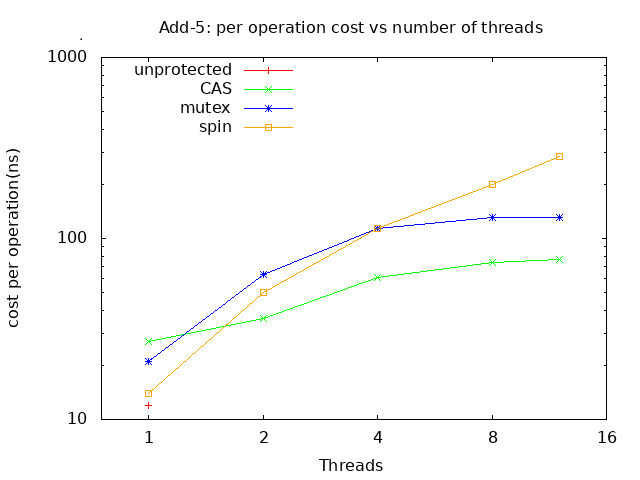 Add-5: per operation cost vs number of threads
.
1000
unprotected
CAS
mutex
spin
100
10
cost per operation(ns)
1
2
4
8
16
Threads